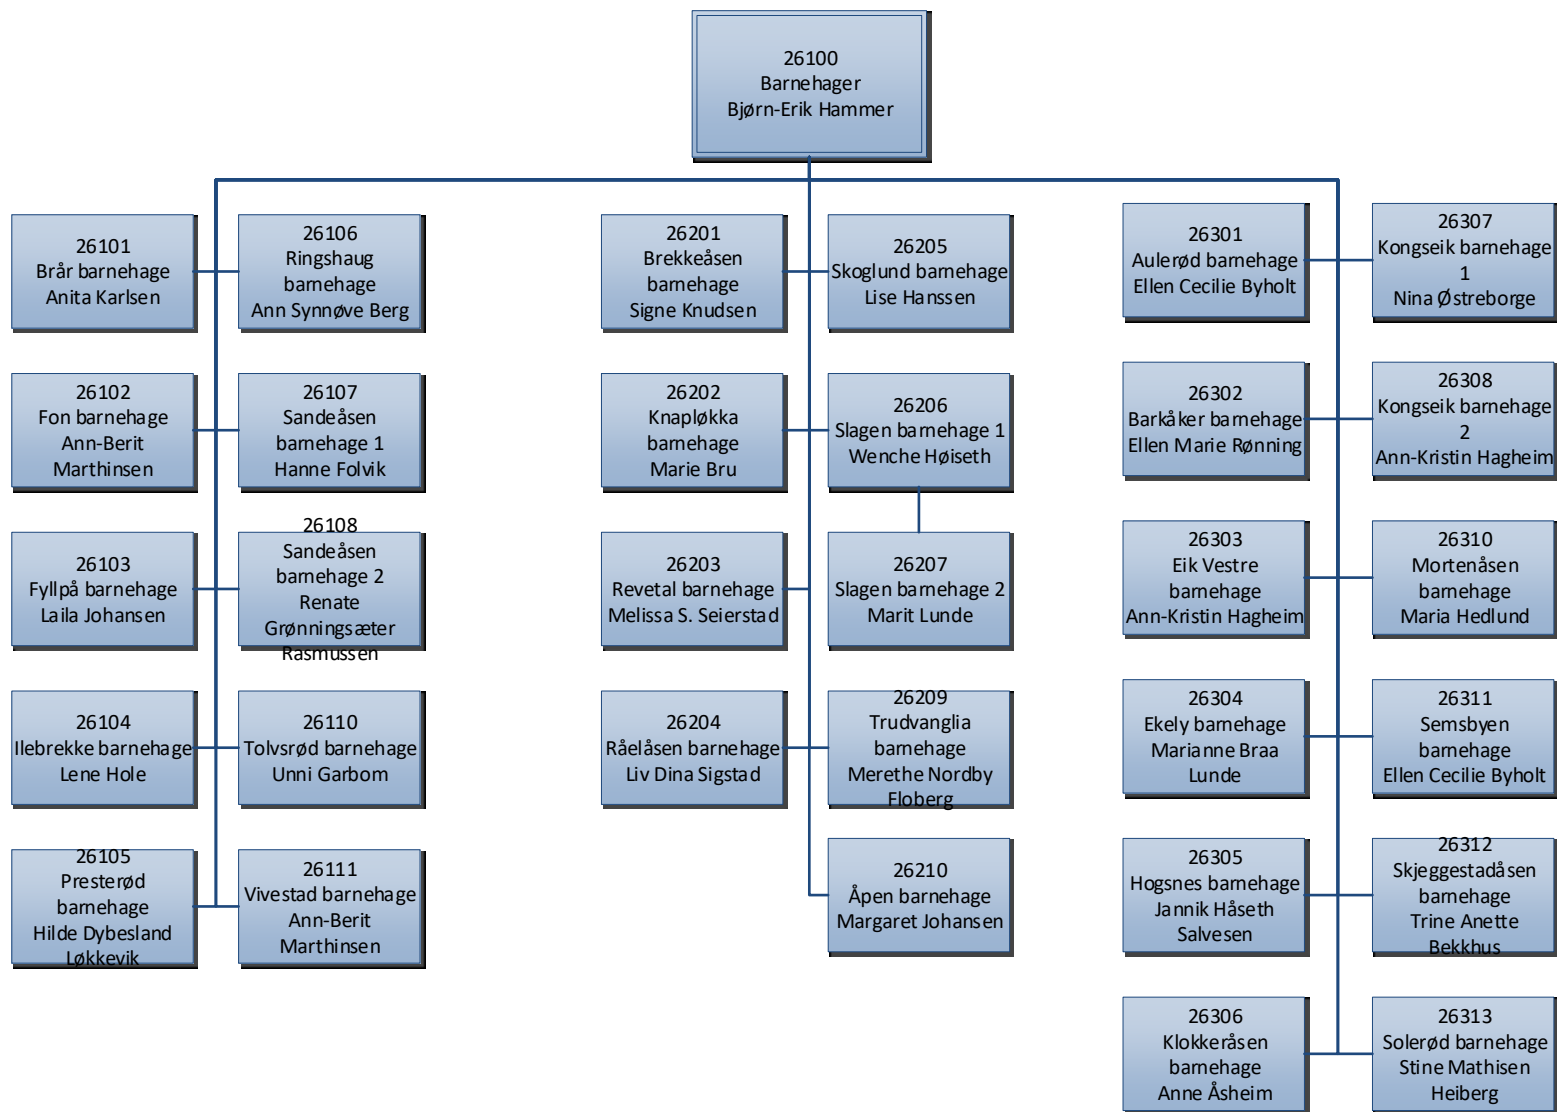 26100
Barnehager
Bjørn-Erik Hammer
26101
Brår barnehage
Anita Karlsen
26106
Ringshaug
barnehage
Ann Synnøve Berg
26102
Fon barnehage
Ann-Berit
Marthinsen
26107
Sandeåsen
barnehage 1
Hanne Folvik
26103
Fyllpå barnehage
Laila Johansen
26108
Sandeåsen
barnehage 2
Renate
Grønningsæter
Rasmussen
26104
Ilebrekke barnehage
Lene Hole
26110
Tolvsrød barnehage
Unni Garbom
26105
Presterød
barnehage
Hilde Dybesland
Løkkevik
26111
Vivestad barnehage
Ann-Berit
Marthinsen
26201
Brekkeåsen
barnehage
Signe Knudsen
26205
Skoglund barnehage
Lise Hanssen
26202
Knapløkka
barnehage
Marie Bru
26206
Slagen barnehage 1
Wenche Høiseth
26203
Revetal barnehage
Melissa S. Seierstad
26207
Slagen barnehage 2
Marit Lunde
26204
Råelåsen barnehage
Liv Dina Sigstad
26209
Trudvanglia
barnehage
Merethe Nordby
Floberg
26210
Åpen barnehage
Margaret Johansen
26301
Aulerød barnehage
Ellen Cecilie Byholt
26307
Kongseik barnehage
1
Nina Østreborge
26302
Barkåker barnehage
Ellen Marie Rønning
26308
Kongseik barnehage
2
Ann-Kristin Hagheim
26303
Eik Vestre
barnehage
Ann-Kristin Hagheim
26310
Mortenåsen
barnehage
Maria Hedlund
26304
Ekely barnehage
Marianne Braa
Lunde
26311
Semsbyen
barnehage
Ellen Cecilie Byholt
26305
Hogsnes barnehage
Jannik Håseth
Salvesen
26312
Skjeggestadåsen
barnehage
Trine Anette
Bekkhus
26306
Klokkeråsen
barnehage
Anne Åsheim
26313
Solerød barnehage
Stine Mathisen
Heiberg